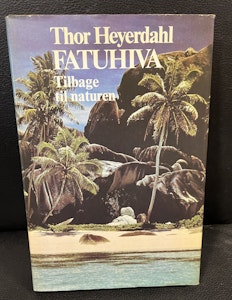 Thor Heyerdahl
FATUHIVA
Tilbage
til naturen